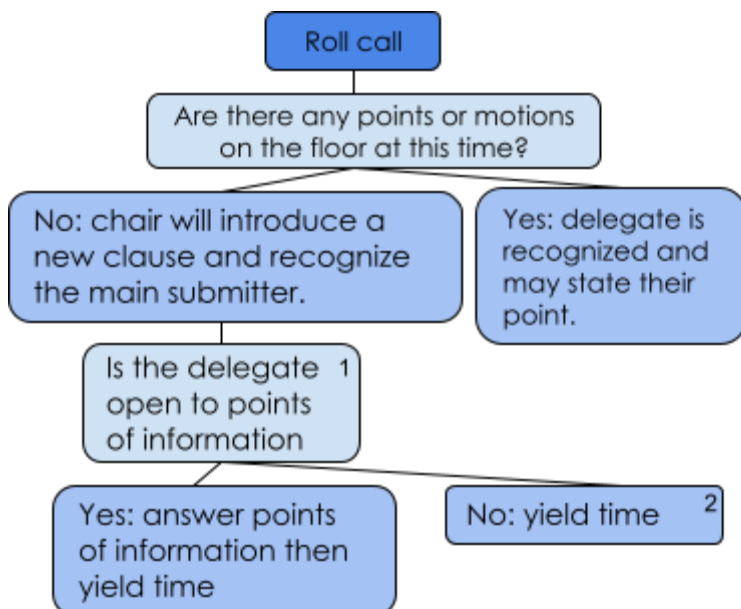 Roll call
Are there any points or motions
on the floor at this time?
No: chair will introduce a
new clause and recognize
the main submitter.
Yes: delegate is
recognized and
may state their
point.
Is the delegate 1
open to points
of information
Yes: answer points
of information then
yield time
No: yield time 2